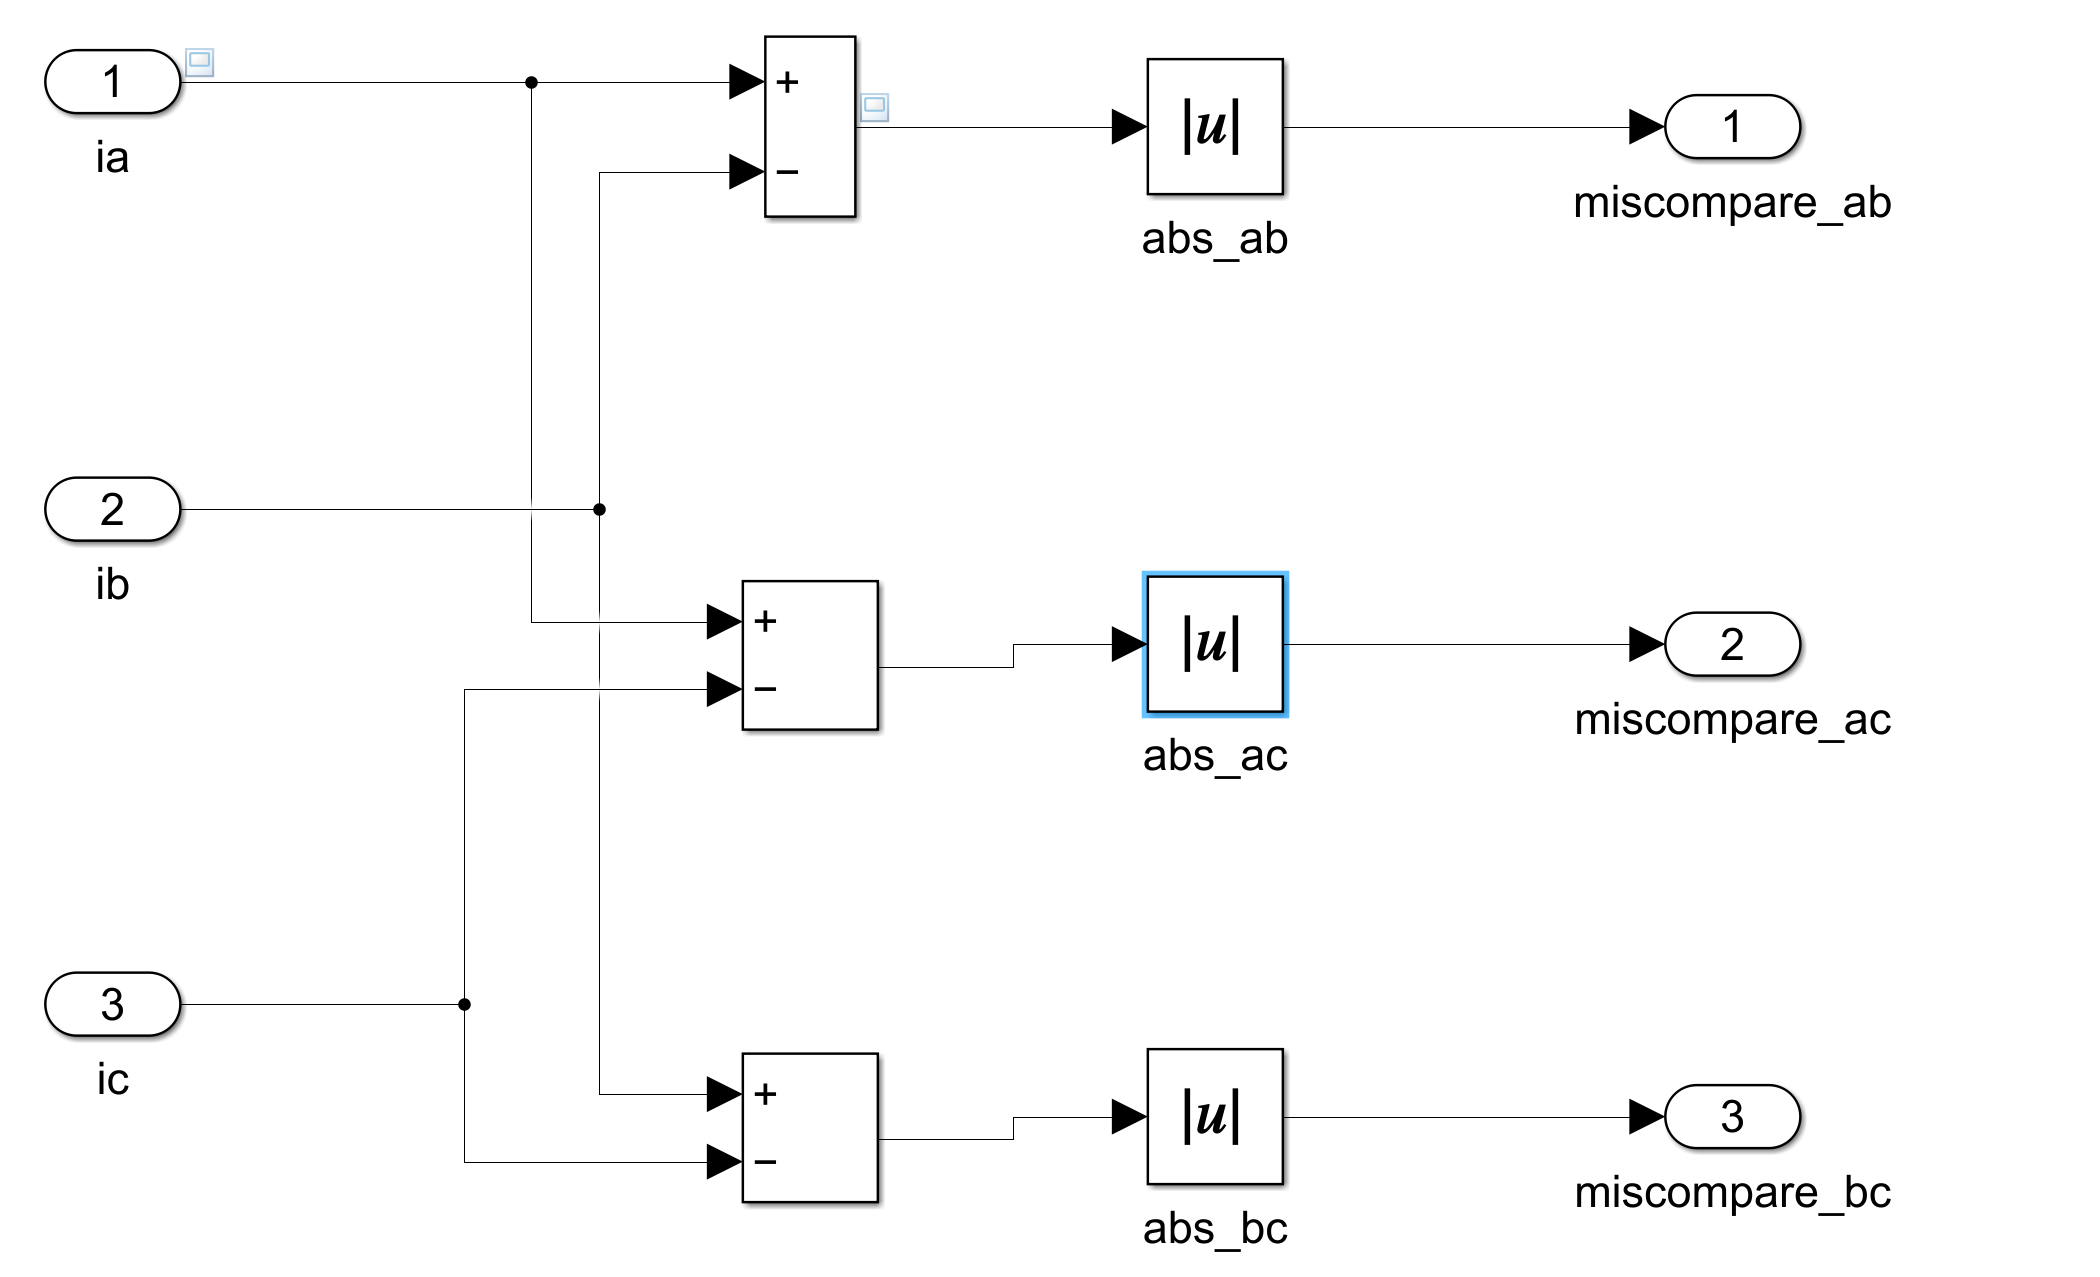 1
ia
+
−
|u|
abs_ab
1
miscompare_ab
2
ib
+
−
|u|
abs_ac
2
miscompare_ac
3
ic
+
−
|u|
abs_bc
3
miscompare_bc